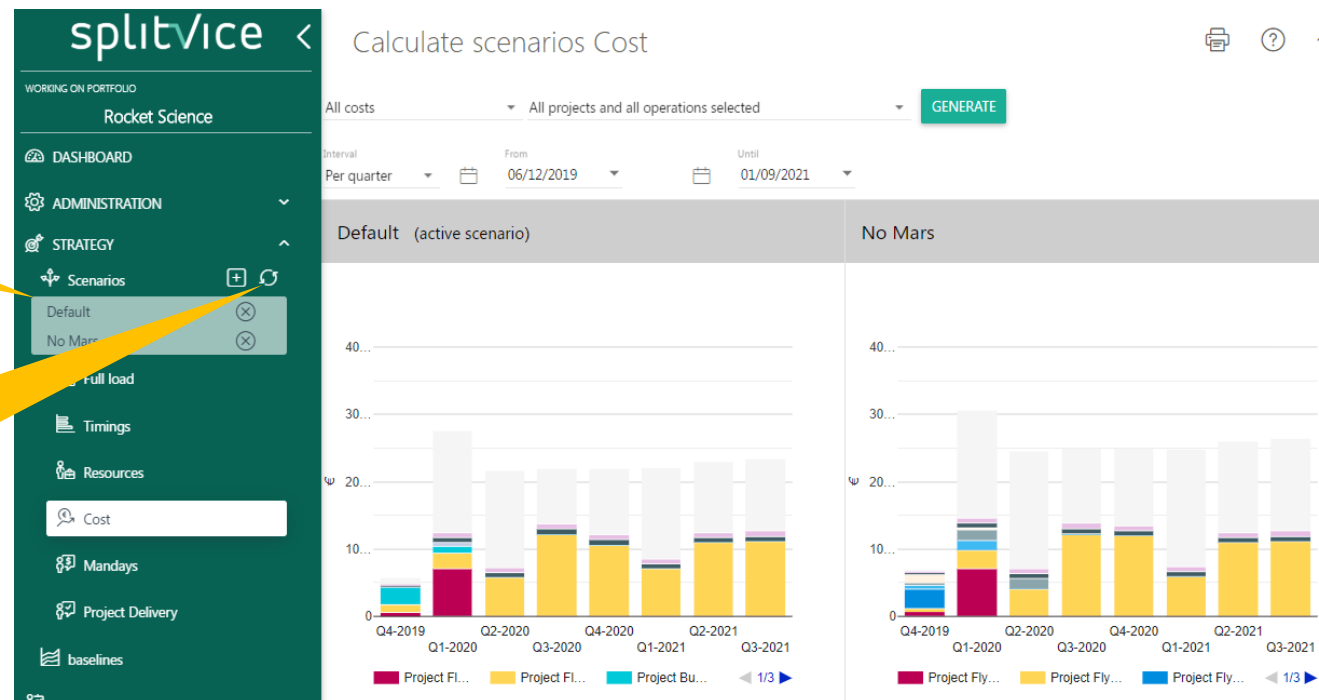 splitvice
Calculate scenarios Cost
WORKING ON PORTFOLIO
Rocket Science
All costs
All projects and all operations selected
GENERATE
Interval
Per quarter
From
06/12/2019
Until
01/09/2021
DASHBOARD
ADMINISTRATION
STRATEGY
Scenarios
Default
No Mars
Full load
Timings
Resources
Cost
Mandays
Project Delivery
baselines
Default (active scenario)
40...
30...
€ 20...
10...
0
Q4-2019 Q2-2020 Q4-2020 Q2-2021
Q1-2020 Q3-2020 Q1-2021 Q3-2021
Project Fl... Project Fl... Project Bu... 1/3
No Mars
40...
30...
€ 20...
10...
0
Q4-2019 Q2-2020 Q4-2020 Q2-2021
Q1-2020 Q3-2020 Q1-2021 Q3-2021
Project Fly... Project Fly... Project Fly... 1/3